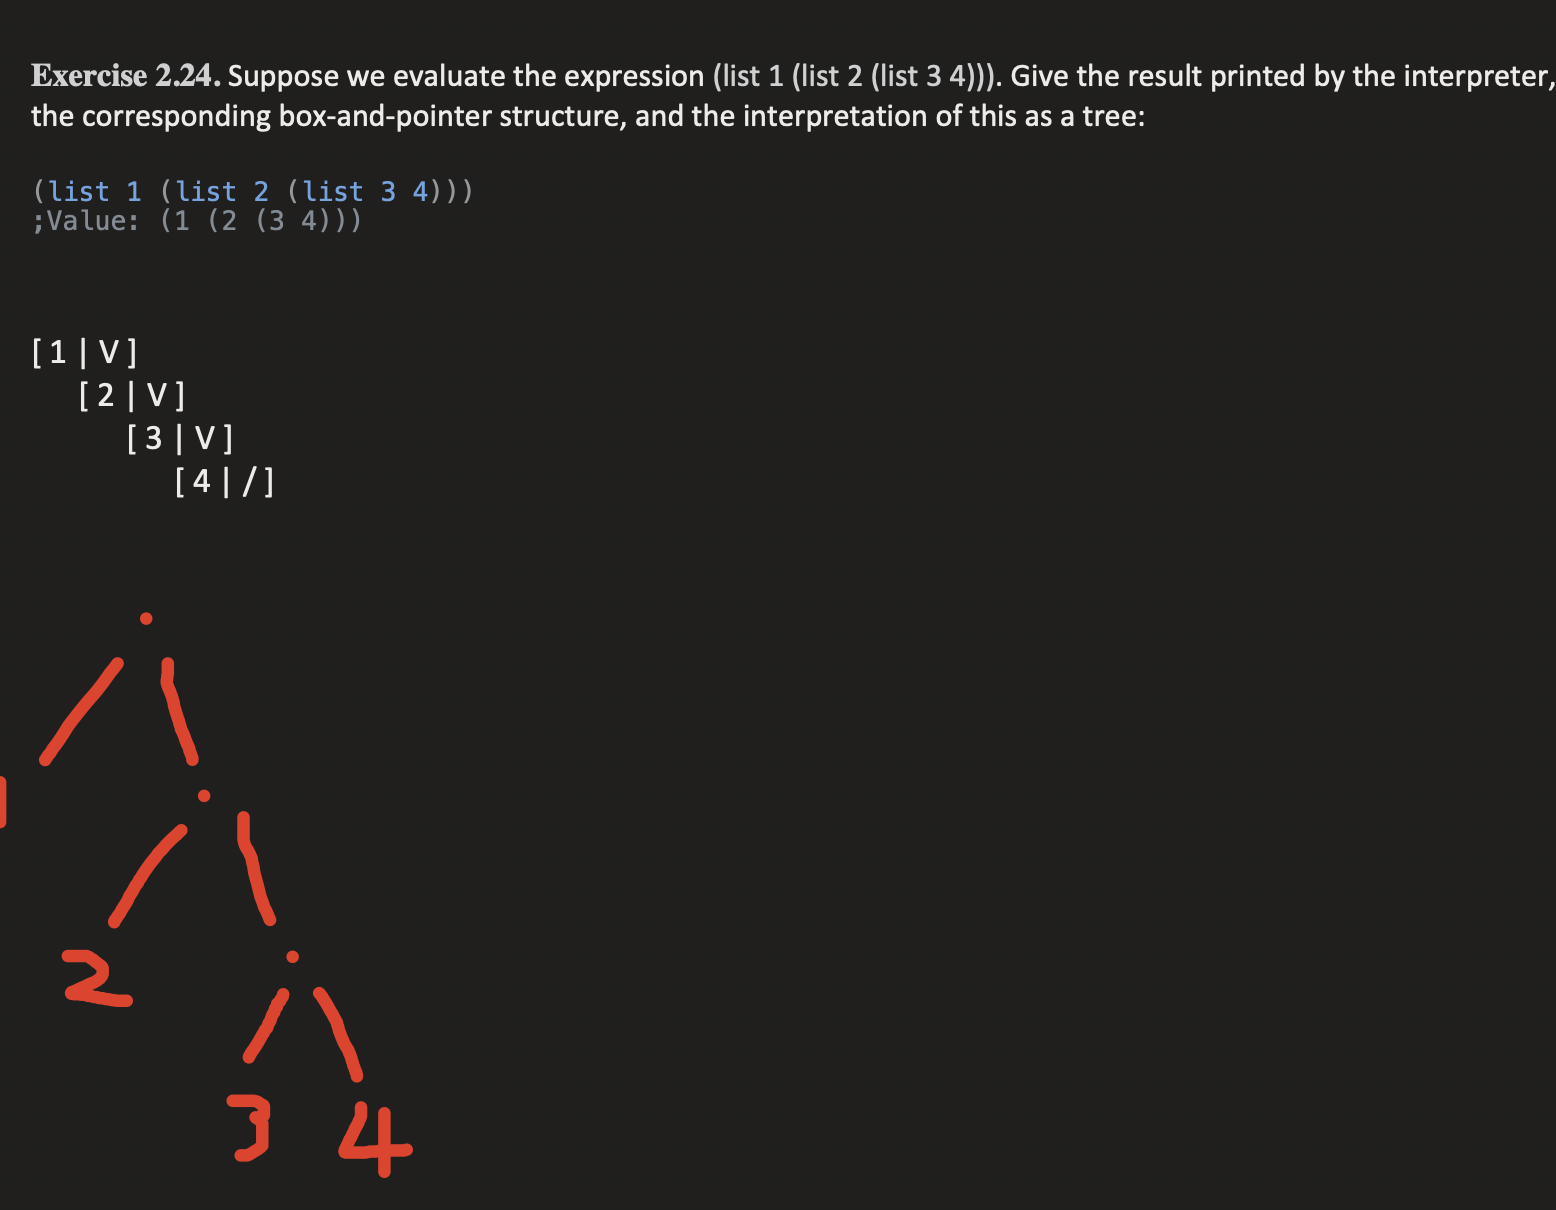 Exercise 2.24. Suppose we evaluate the expression (list 1 (list 2 (list 3 4))). Give the result printed by the interpreter,
the corresponding box-and-pointer structure, and the interpretation of this as a tree:
(list 1 (list 2 (list 3 4)))
;Value: (1 (2 (3 4)))
[ 1 | V ]
[ 2 | V ]
[ 3 | V ]
[ 4 | / ]
2
3 4